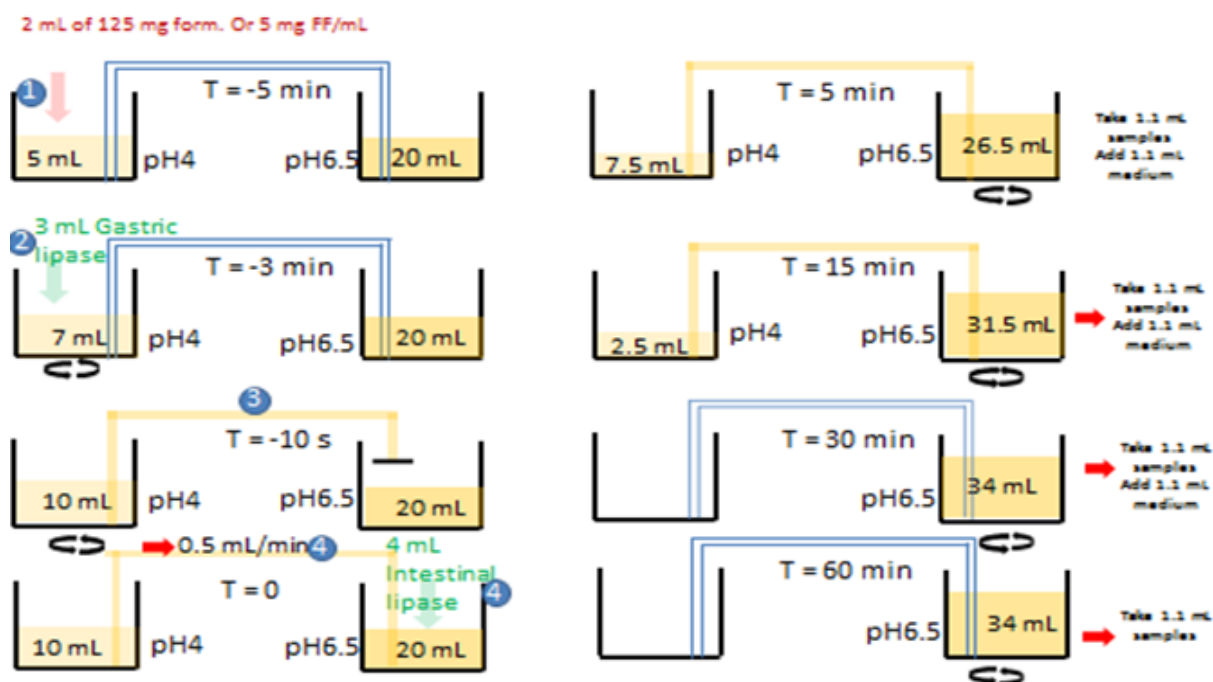 2 mL of 125 mg form. Or 5 mg FF/mL
1
T = -5 min
5 mL
pH4
pH6.5
20 mL
2
3 mL Gastric
lipase
T = -3 min
7 mL
pH4
pH6.5
20 mL
3
T = -10 s
10 mL
pH4
pH6.5
20 mL
0.5 mL/min
4
4 mL
Intestinal
lipase
4
T = 0
10 mL
pH4
pH6.5
20 mL
T = 5 min
7.5 mL
pH4
pH6.5
26.5 mL
Take 1.1 mL
samples
Add 1.1 mL
medium
T = 15 min
2.5 mL
pH4
pH6.5
31.5 mL
Take 1.1 mL
samples
Add 1.1 mL
medium
T = 30 min
pH6.5
34 mL
Take 1.1 mL
samples
Add 1.1 mL
medium
T = 60 min
pH6.5
34 mL
Take 1.1 mL
samples